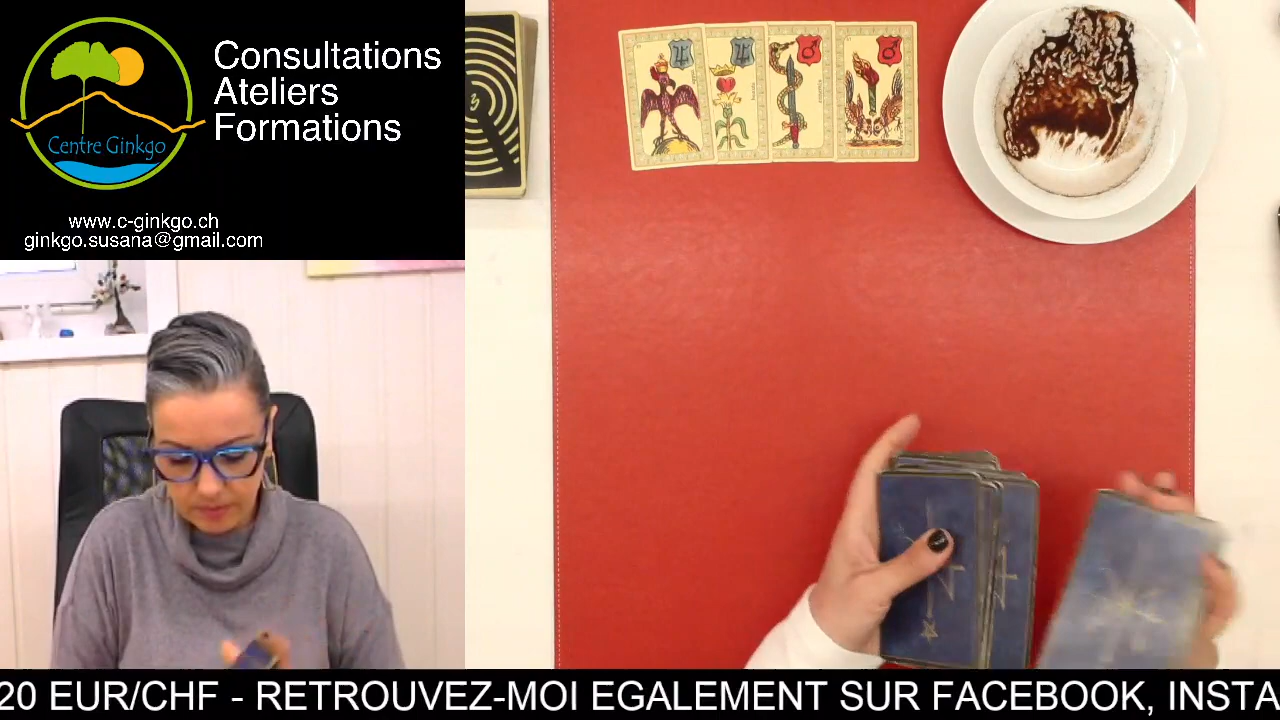 Consultations
Ateliers
Formations
Centre Ginkgo
www.c-ginkgo.ch
ginkgo.susana@gmail.com
20 EUR/CHF - RETROUVEZ-MOI EGALEMENT SUR FACEBOOK, INSTA